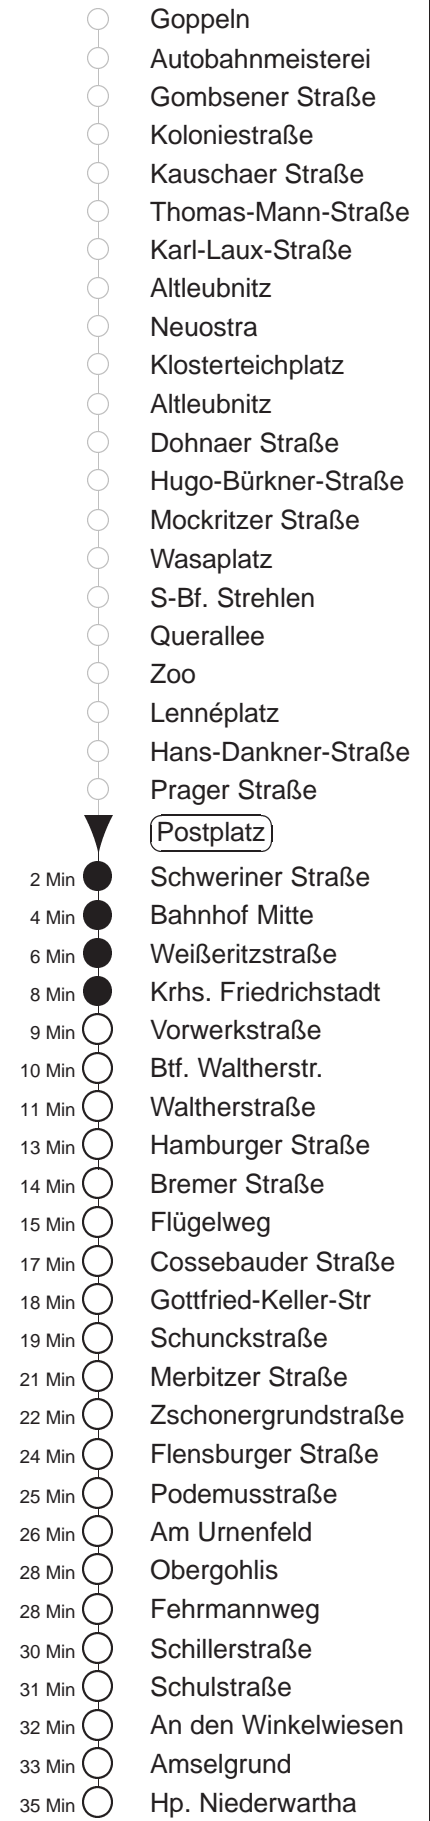 Goppeln
Autobahnmeisterei
Gombsener Straße
Koloniestraße
Kauschaer Straße
Thomas-Mann-Straße
Karl-Laux-Straße
Altleubnitz
Neuostra
Klosterteichplatz
Altleubnitz
Dohnaer Straße
Hugo-Bürkner-Straße
Mockritzer Straße
Wasaplatz
S-Bf. Strehlen
Querallee
Zoo
Lennéplatz
Hans-Dankner-Straße
Prager Straße
Postplatz
2 Min Schweriner Straße
4 Min Bahnhof Mitte
6 Min Weißeritzstraße
8 Min Krhs. Friedrichstadt
9 Min Vorwerkstraße
10 Min Btf. Waltherstr.
11 Min Waltherstraße
13 Min Hamburger Straße
14 Min Bremer Straße
15 Min Flügelweg
17 Min Cossebauder Straße
18 Min Gottfried-Keller-Str
19 Min Schunckstraße
21 Min Merbitzer Straße
22 Min Zschonergrundstraße
24 Min Flensburger Straße
25 Min Podemusstraße
26 Min Am Urnenfeld
28 Min Obergohlis
28 Min Fehrmannweg
30 Min Schillerstraße
31 Min Schulstraße
32 Min An den Winkelwiesen
33 Min Amselgrund
35 Min Hp. Niederwartha